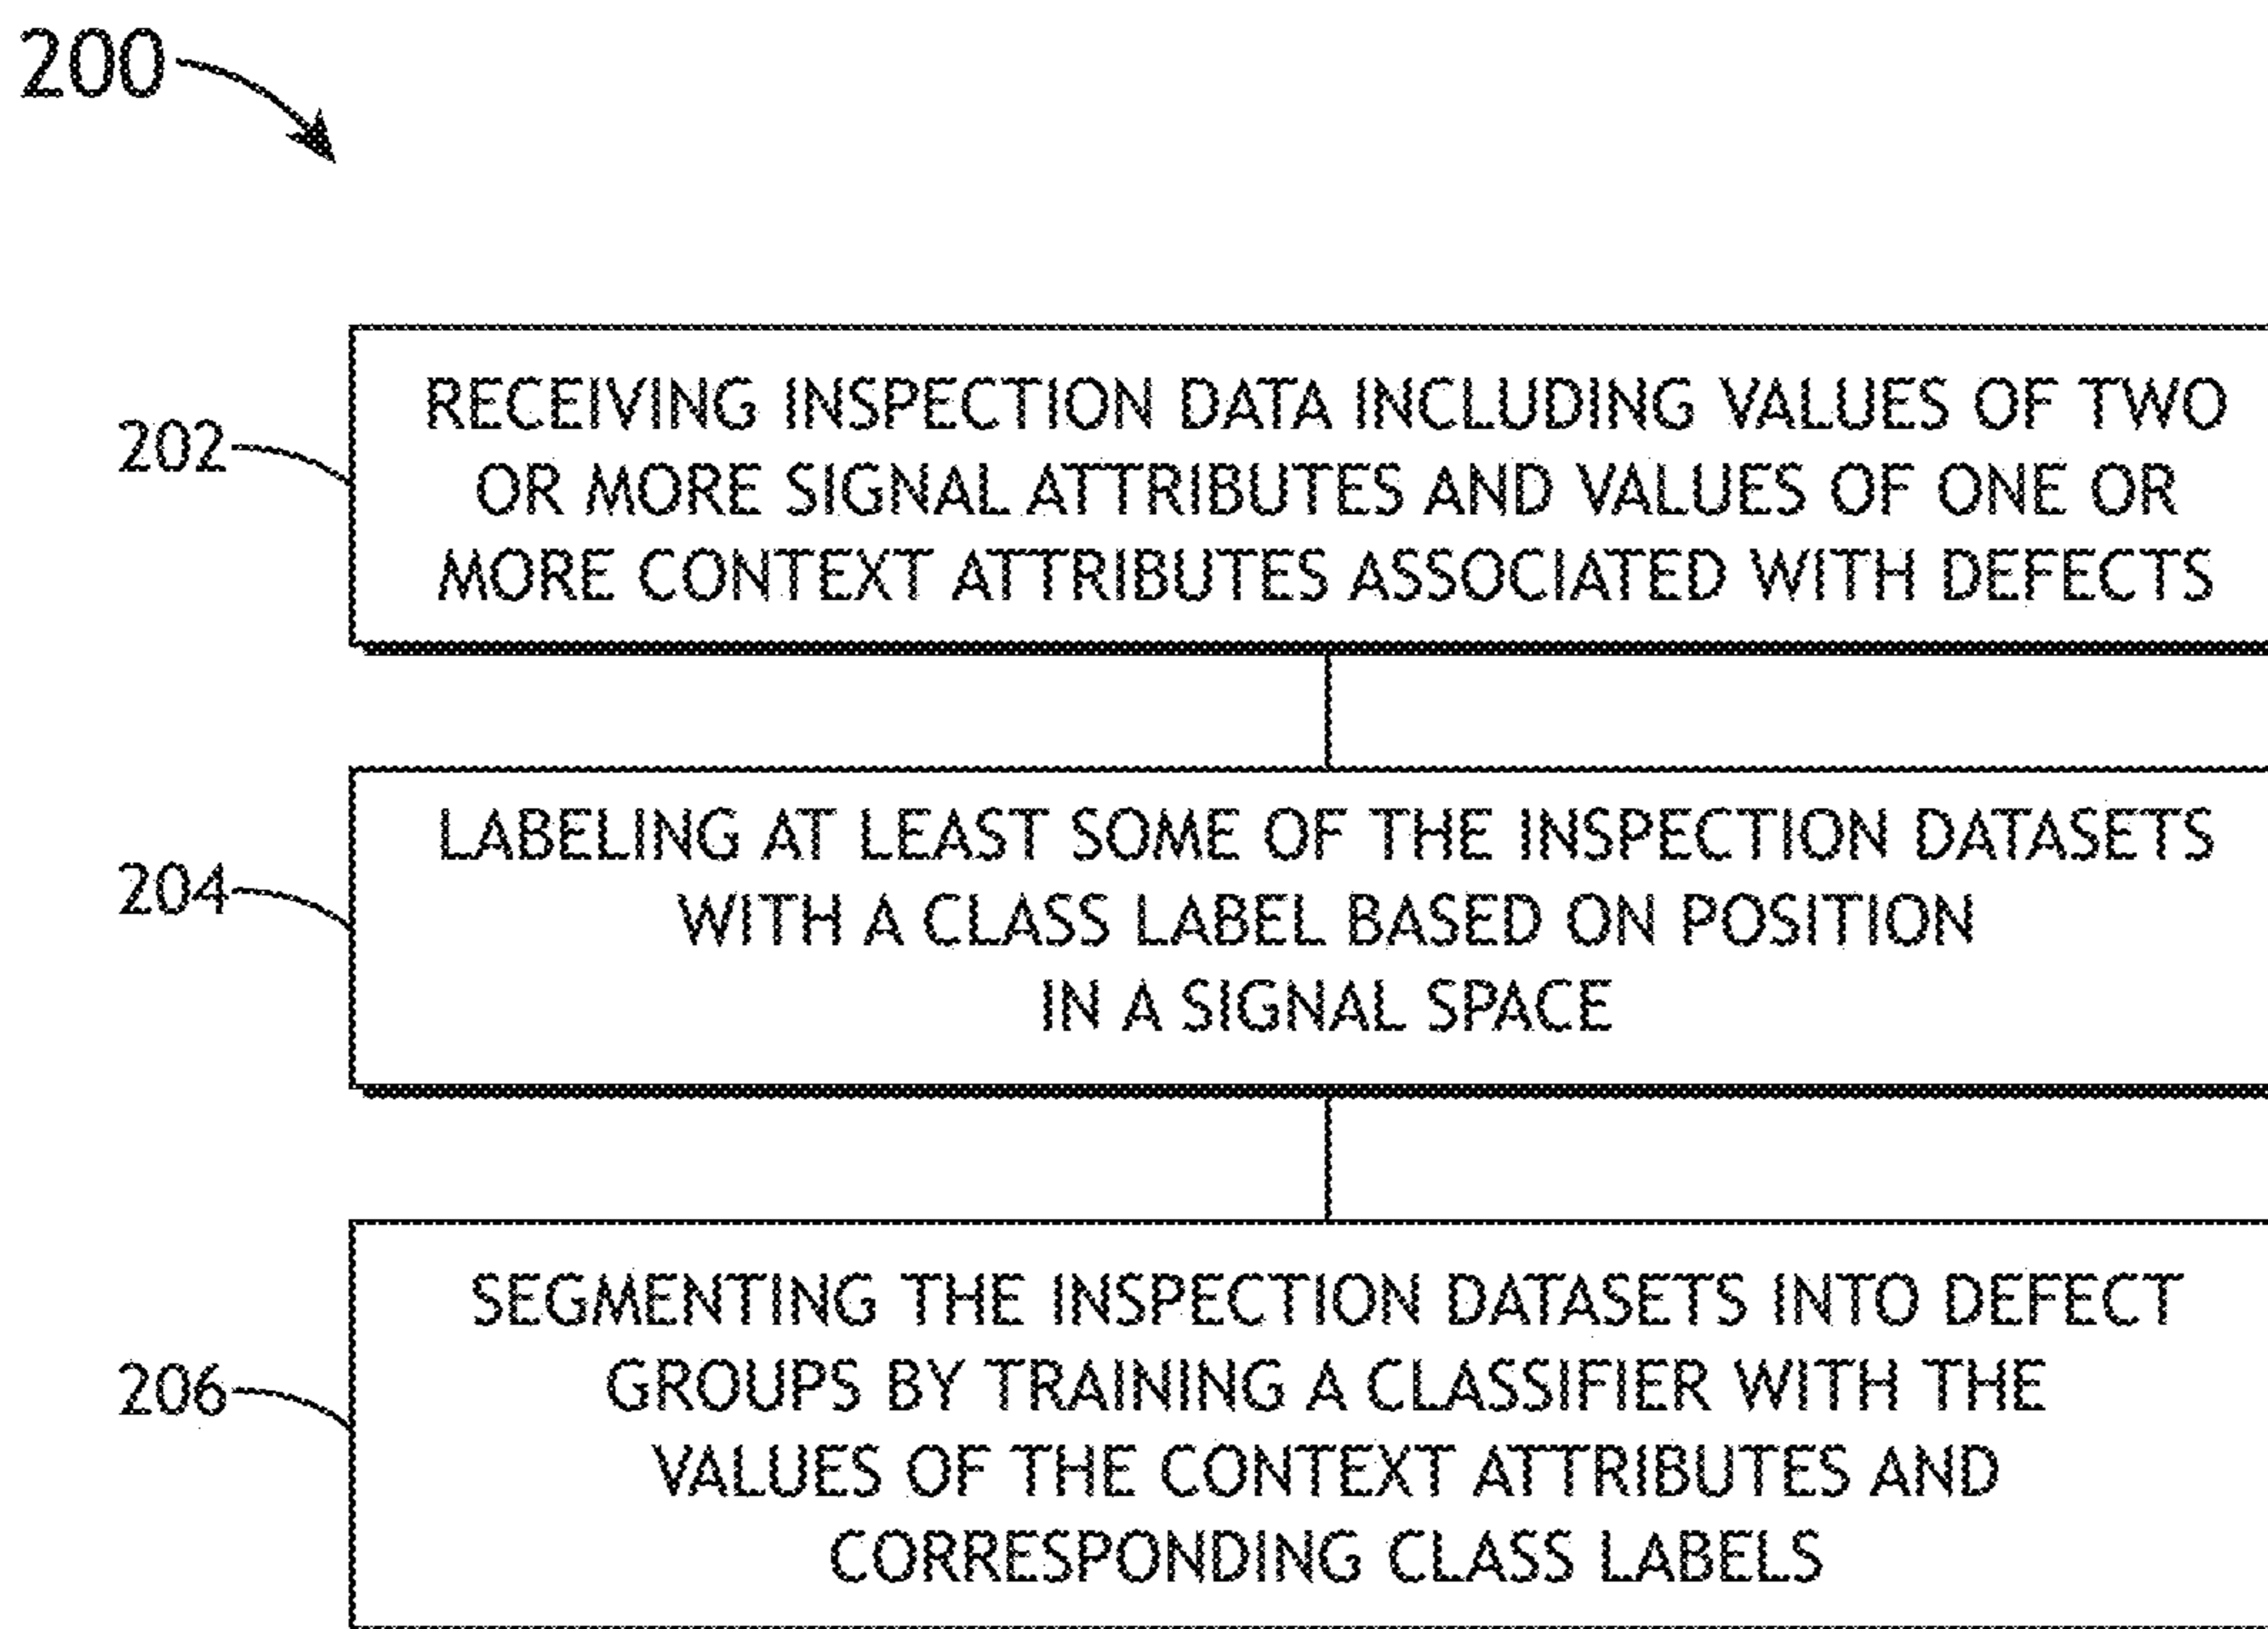 200
202
RECEIVING INSPECTION DATA INCLUDING VALUES OF TWO
OR MORE SIGNAL ATTRIBUTES AND VALUES OF ONE OR
MORE CONTEXT ATTRIBUTES ASSOCIATED WITH DEFECTS
204
LABELING AT LEAST SOME OF THE INSPECTION DATASETS
WITH A CLASS LABEL BASED ON POSITION
IN A SIGNAL SPACE
206
SEGMENTING THE INSPECTION DATASETS INTO DEFECT
GROUPS BY TRAINING A CLASSIFIER WITH THE
VALUES OF THE CONTEXT ATTRIBUTES AND
CORRESPONDING CLASS LABELS